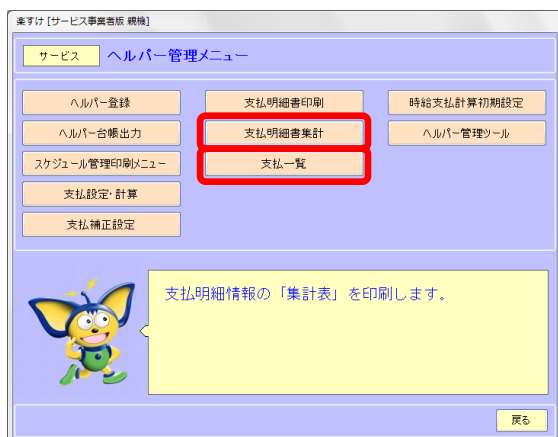 楽すけ [サービス事業者版 親機]
サービス ヘルパー管理メニュー
ヘルパー登録 支払明細書印刷 時給支払計算初期設定
ヘルパー台帳出力 支払明細書集計 ヘルパー管理ツール
スケジュール管理印刷メニュー 支払一覧
支払設定・計算
支払補正設定
支払明細情報の「集計表」を印刷します。
戻る